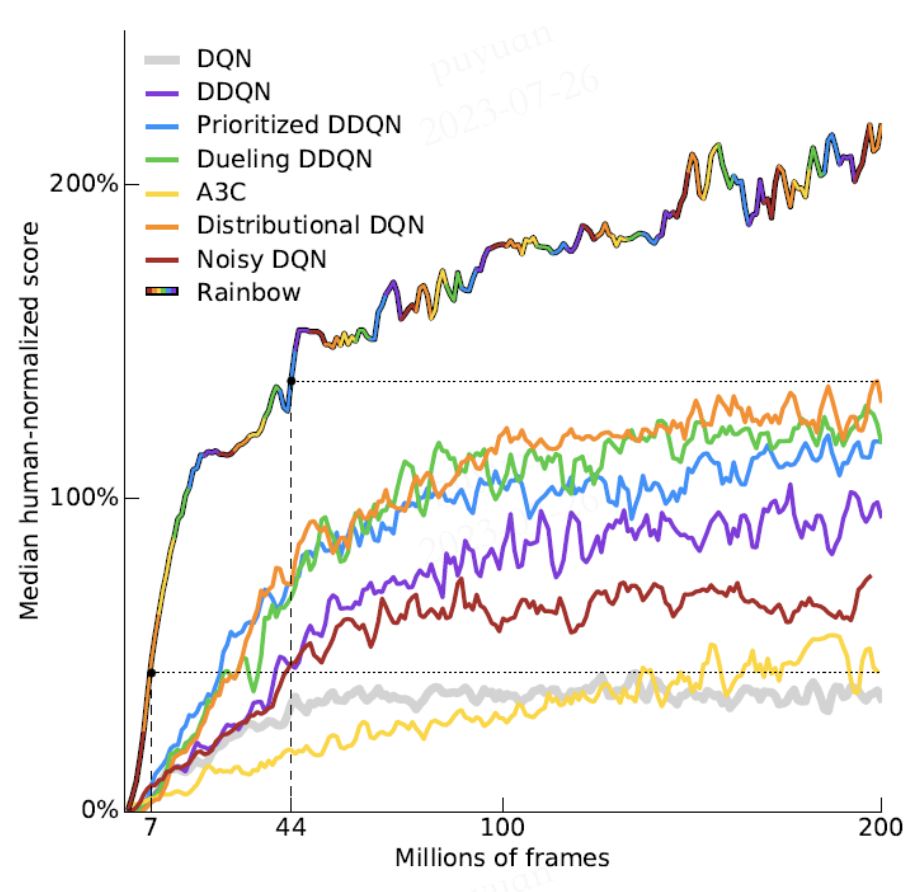 puyuan
2023-07-26
DQN
DDQN
Prioritized DDQN
Dueling DDQN
A3C
Distributional DQN
Noisy DQN
Rainbow
200%
100%
0%
Median human-normalized score
7
44
100
200
Millions of frames